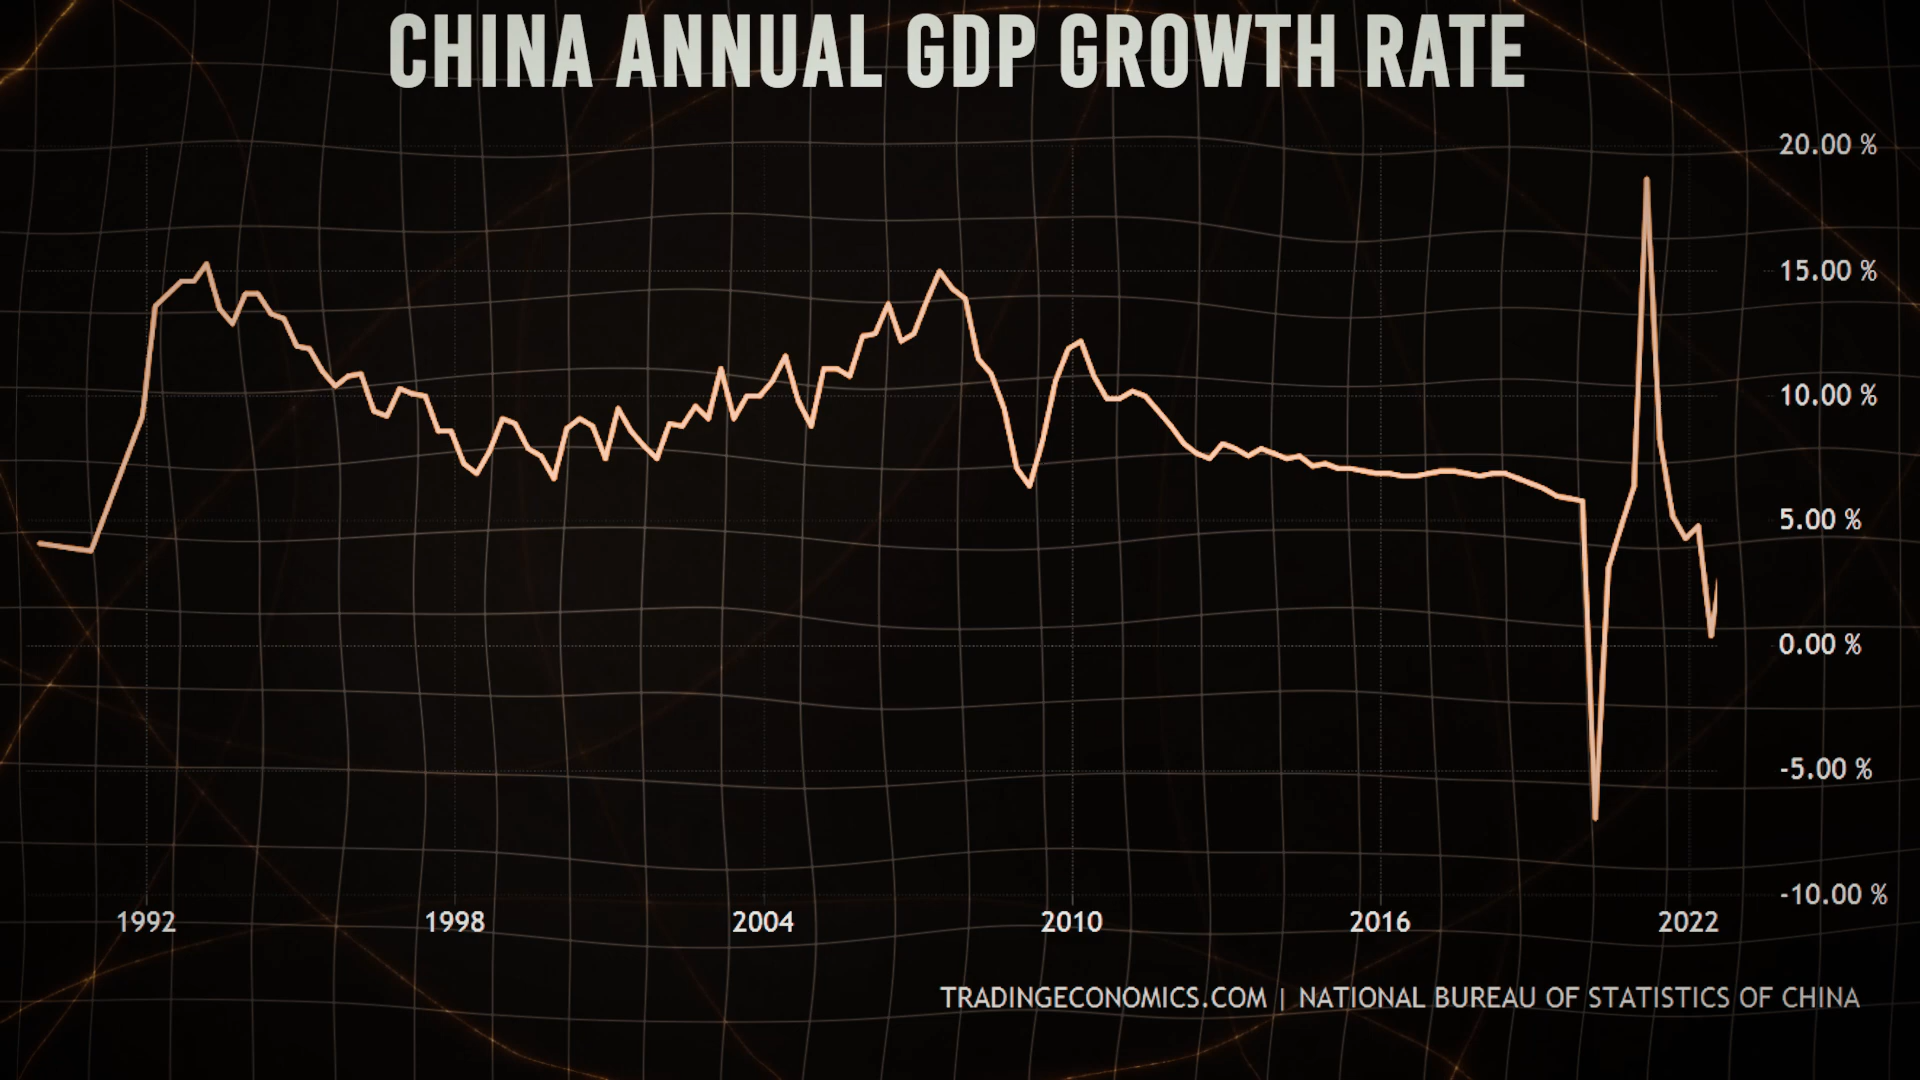 CHINA ANNUAL GDP GROWTH RATE
20.00 %
15.00 %
10.00 %
5.00 %
0.00 %
-5.00 %
-10.00 %
1992 1998 2004 2010 2016 2022
TRADINGECONOMICS.COM | NATIONAL BUREAU OF STATISTICS OF CHINA